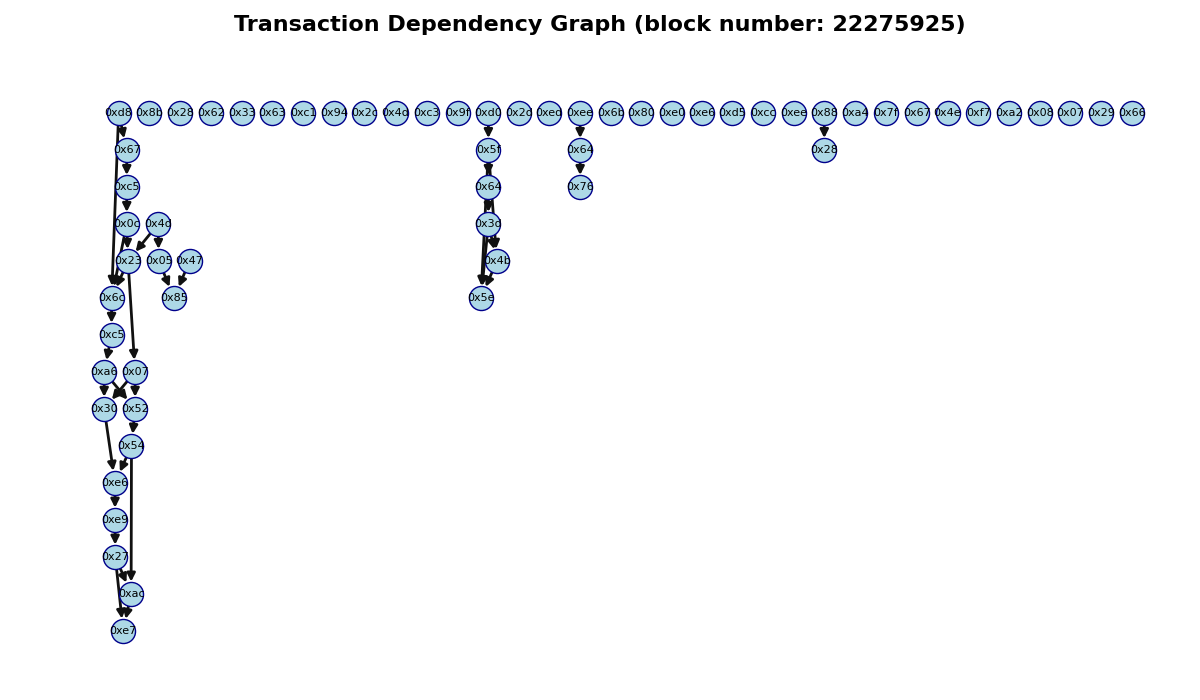 Transaction Dependency Graph (block number: 22275925)
0xd8 0x8b 0x28 0x62 0x33 0x63 0xc1 0x94 0x2c 0x4d 0xc3 0x9f 0xd0 0x2d 0xed 0xee 0x6b 0x80 0xe0 0xe6 0xd5 0xcc 0xee 0x88 0xa4 0x7f 0x67 0x4e 0xf7 0xa2 0x08 0x07 0x29 0x66
0x67 0x5f 0x64 0x28
0xc5 0x64 0x76
0x0c 0x4d 0x3d
0x23 0x05 0x47 0x4b
0x6c 0x85 0x5e
0xc5
0xa6 0x07
0x30 0x52
0x54
0xe6
0xe9
0x27
0xac
0xe7